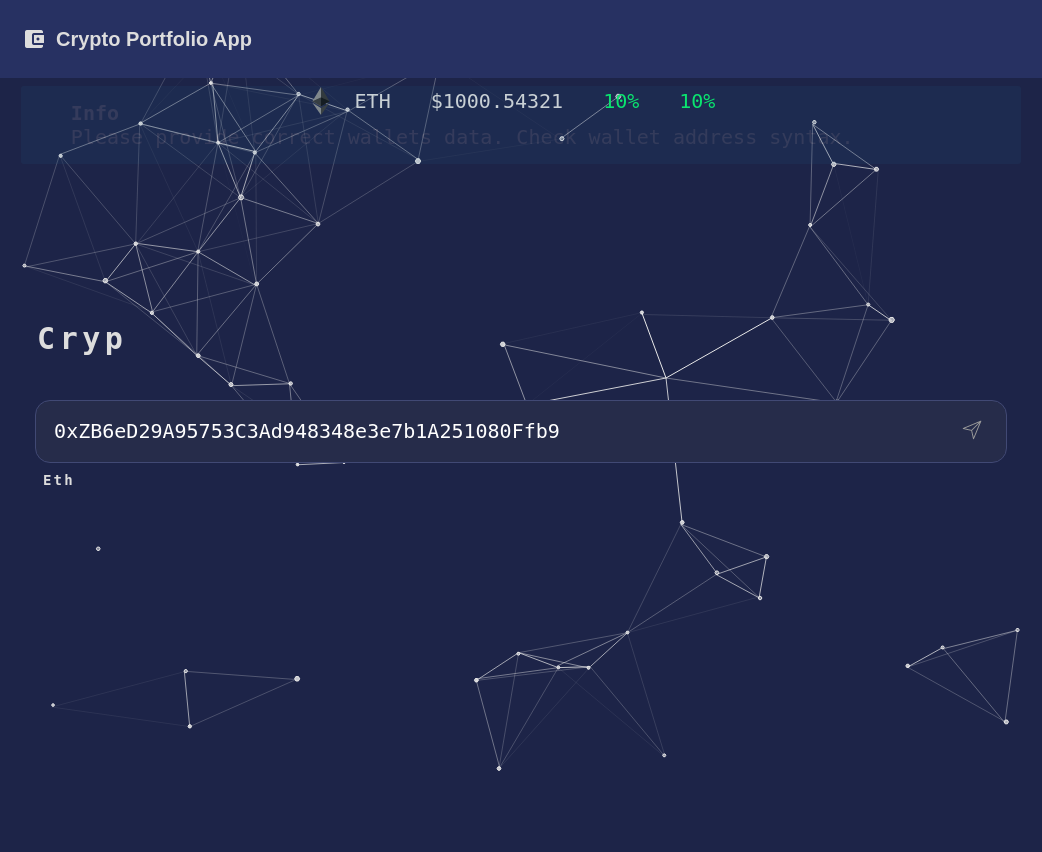 Crypto Portfolio App
ETH $1000.54321 10% 10%
Info
Please provide correct wallets data. Check wallet address syntax.
Cryp
0xZB6eD29A95753C3Ad948348e3e7b1A251080Ffb9
Eth